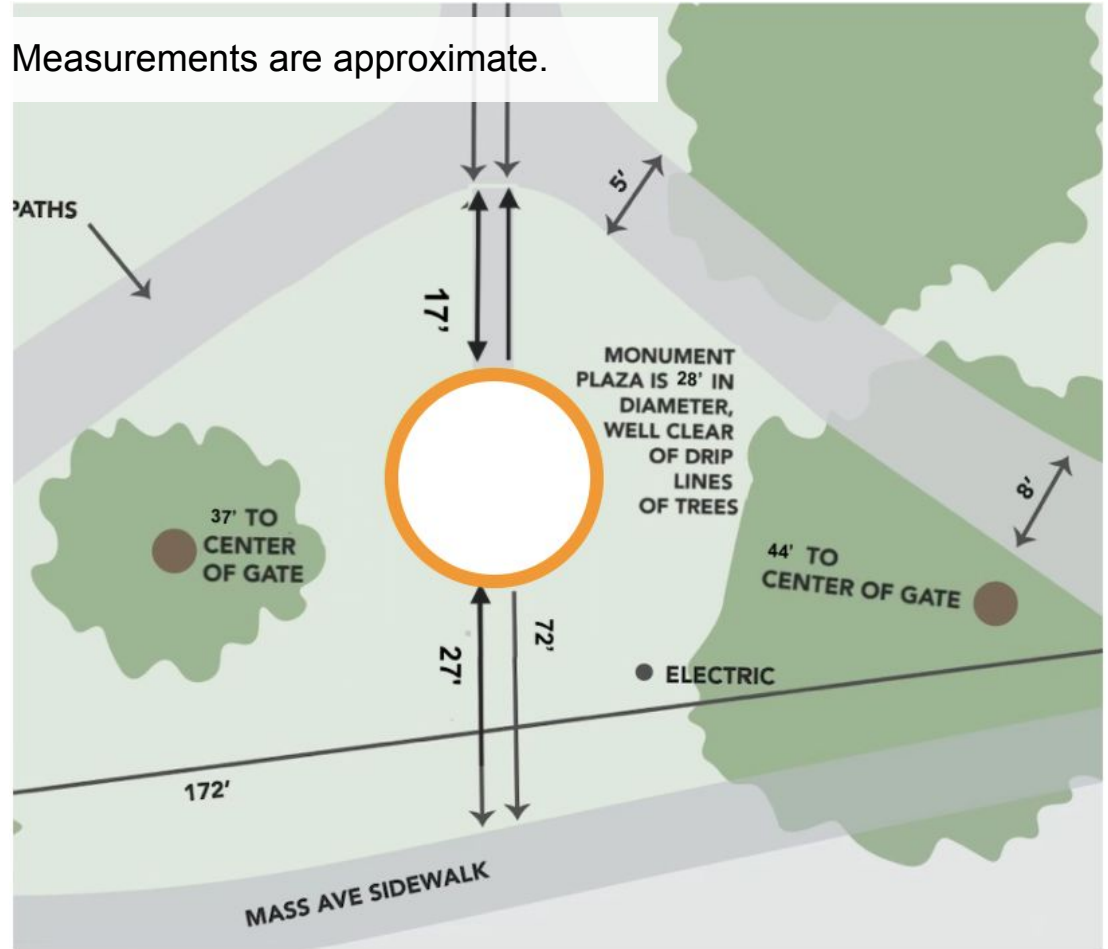 Measurements are approximate.
PATHS
5'
17'
MONUMENT
PLAZA IS 28' IN
DIAMETER,
WELL CLEAR
OF DRIP
LINES
OF TREES
8'
37' TO
CENTER
OF GATE
44' TO
CENTER OF GATE
72'
27'
ELECTRIC
172'
MASS AVE SIDEWALK